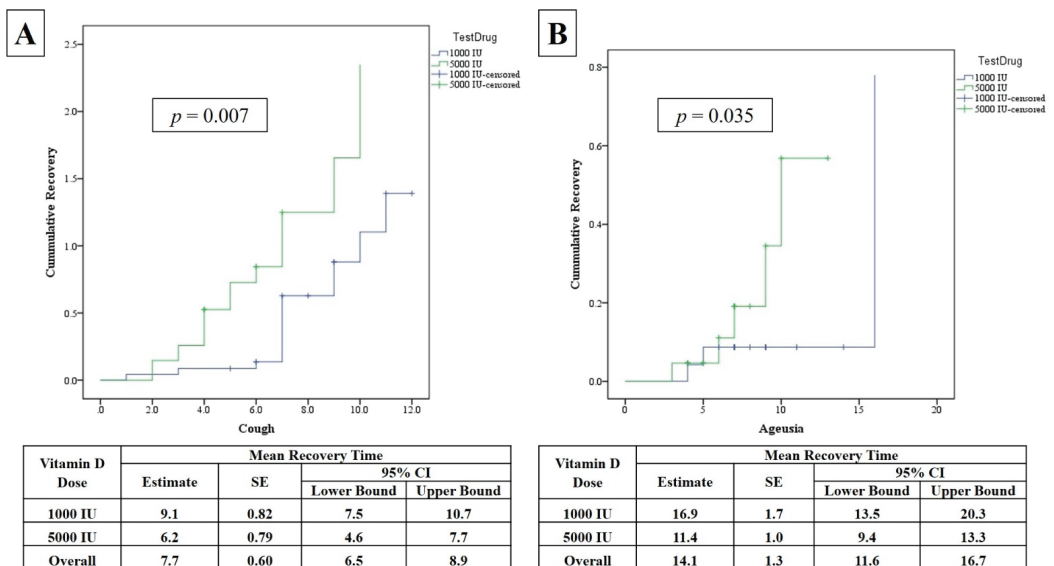 A
TestDrug
1000 IU
5000 IU
1000 IU-censored
5000 IU-censored
p = 0.007
Cummulative Recovery
2.5
2.0
1.5
1.0
0.5
0.0
.0 2.0 4.0 6.0 8.0 10.0 12.0
Cough
Vitamin D Dose Mean Recovery Time
Estimate SE 95% CI
Lower Bound Upper Bound
1000 IU 9.1 0.82 7.5 10.7
5000 IU 6.2 0.79 4.6 7.7
Overall 7.7 0.60 6.5 8.9
B
TestDrug
1000 IU
5000 IU
1000 IU-censored
5000 IU-censored
p = 0.035
Cummulative Recovery
0.8
0.6
0.4
0.2
0.0
0 5 10 15 20
Ageusia
Vitamin D Dose Mean Recovery Time
Estimate SE 95% CI
Lower Bound Upper Bound
1000 IU 16.9 1.7 13.5 20.3
5000 IU 11.4 1.0 9.4 13.3
Overall 14.1 1.3 11.6 16.7